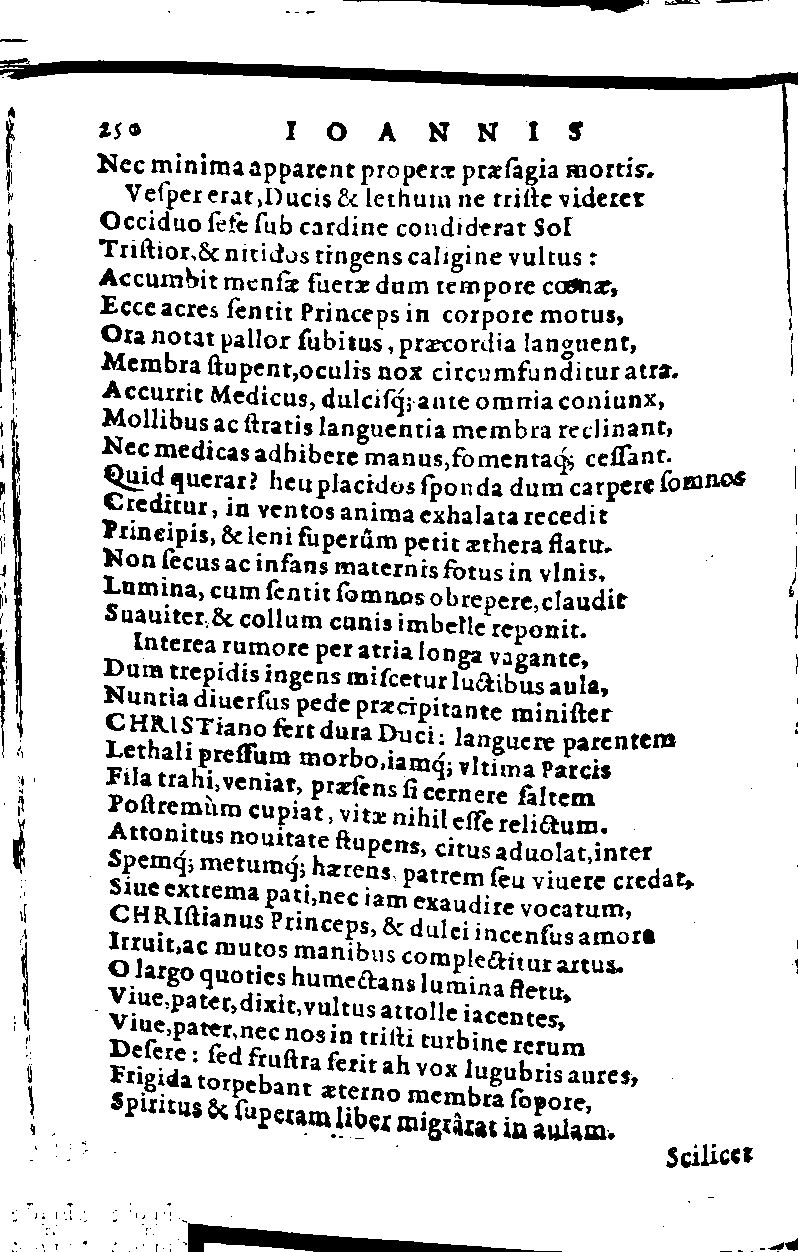 250 IOANNIS
Nec minima apparent properæ præſagia mortis.
Veſper erat, Ducis & lethum ne triſte videret
Occiduo ſeſe ſub cardine condiderat Sol
Triſtior, & nitidos tingens caligine vultus :
Accumbit menſæ ſuetæ dum tempore cœnæ,
Ecce acres ſentit Princeps in corpore motus,
Ora notat pallor ſubitus, præcordia languent,
Membra ſtupent, oculis nox circumfunditur atra.
Accurrit Medicus, dulciſq́; ante omnia coniunx,
Mollibus ac ſtratis languentia membra reclinant,
Nec medicas adhibere manus, fomentaq́; ceſſant.
Quid querar? heu placidos ſponda dum carpere ſomnos
Creditur, in ventos anima exhalata recedit
Principis, & leni ſuperûm petit æthera flatu.
Non ſecus ac infans maternis fotus in vlnis,
Lumina, cum ſentit ſomnos obrepere, claudit
Suauiter, & collum cunis imbelle reponit.
Interea rumore per atria longa vagante,
Dum trepidis ingens miſcetur luctibus aula,
Nuntia diuerſus pede præcipitante miniſter
CHRISTiano fert dura Duci: languere parentem
Lethali preſſum morbo, iamq́; vltima Parcis
Fila trahi, veniat, præſens ſi cernere ſaltem
Poſtremùm cupiat, vitæ nihil eſſe relictum.
Attonitus nouitate ſtupens, citus aduolat, inter
Spemq́; metumq́; hærens, patrem ſeu viuere credat,
Siue extrema pati, nec iam exaudire vocatum,
CHRIſtianus Princeps, & dulci incenſus amore
Irruit, ac mutos manibus complectitur artus.
O largo quoties humectans lumina fletu,
Viue, pater, dixit, vultus attolle iacentes,
Viue, pater, nec nos in triſti turbine rerum
Deſere : ſed fruſtra ferit ah vox lugubris aures,
Frigida torpebant æterno membra ſopore,
Spiritus & ſuperam liber migrârat in aulam.
Scilicet